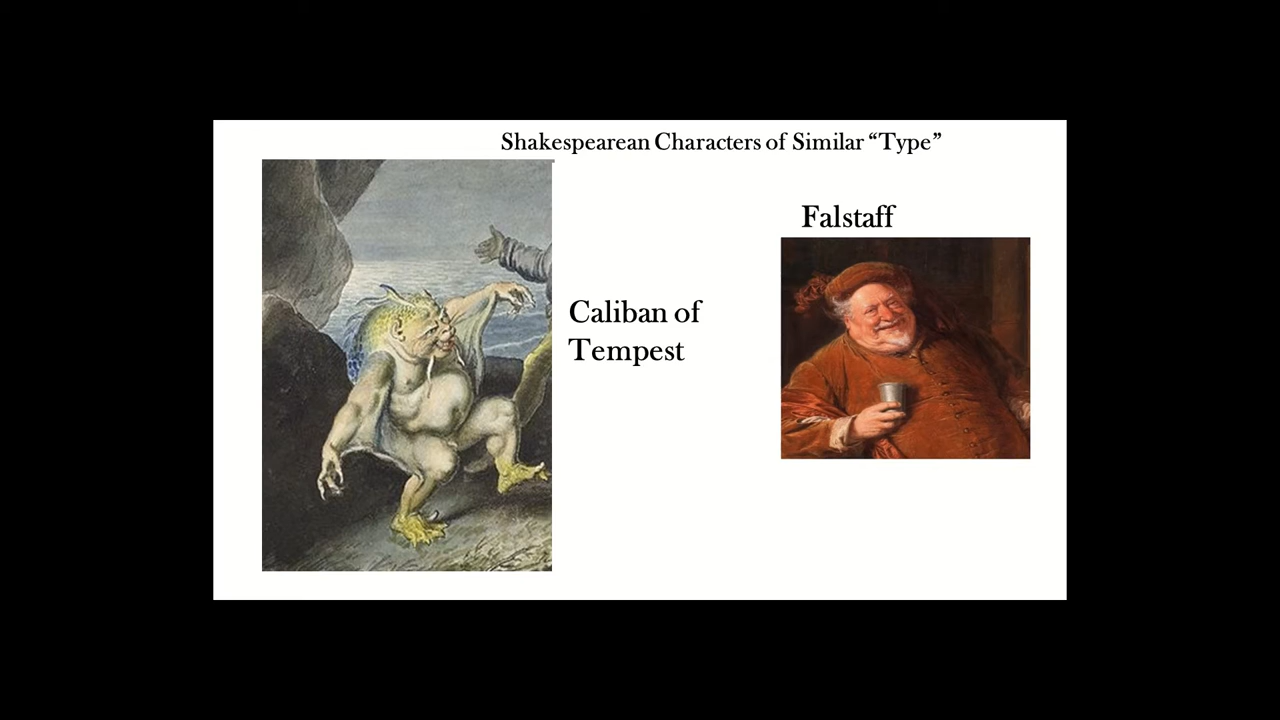 Shakespearean Characters of Similar “Type”
Falstaff
Caliban of
Tempest